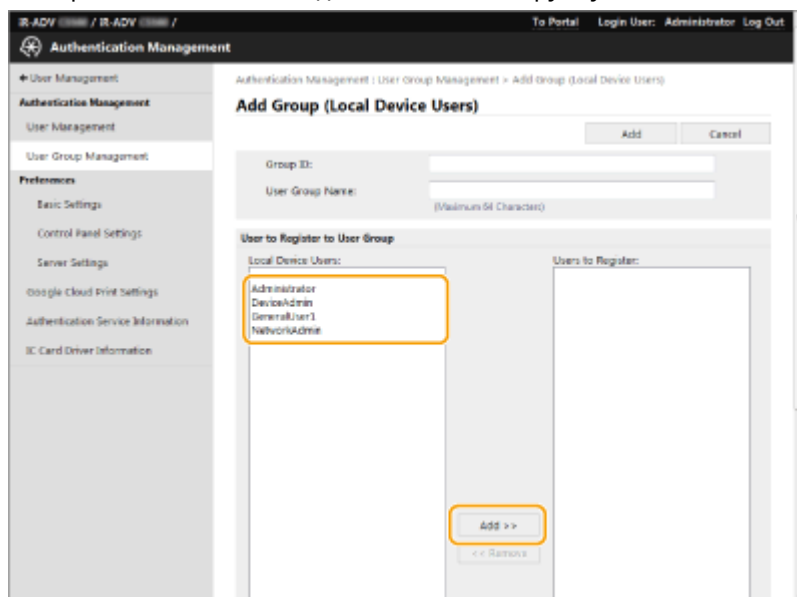 IR-ADV / IR-ADV /
To Portal Login User: Administrator Log Out
Authentication Management
User Management
Authentication Management : User Group Management > Add Group (Local Device Users)
Authentication Management
Add Group (Local Device Users)
User Management
Add Cancel
User Group Management
Group ID:
Preferences
User Group Name:
Basic Settings
(Maximum 64 Characters)
Control Panel Settings
User to Register to User Group
Server Settings
Local Device Users:
Users to Register:
Google Cloud Print Settings
Administrator
DeviceAdmin
GeneralUser1
NetworkAdmin
Authentication Service Information
IC Card Driver Information
Add >>
<< Remove